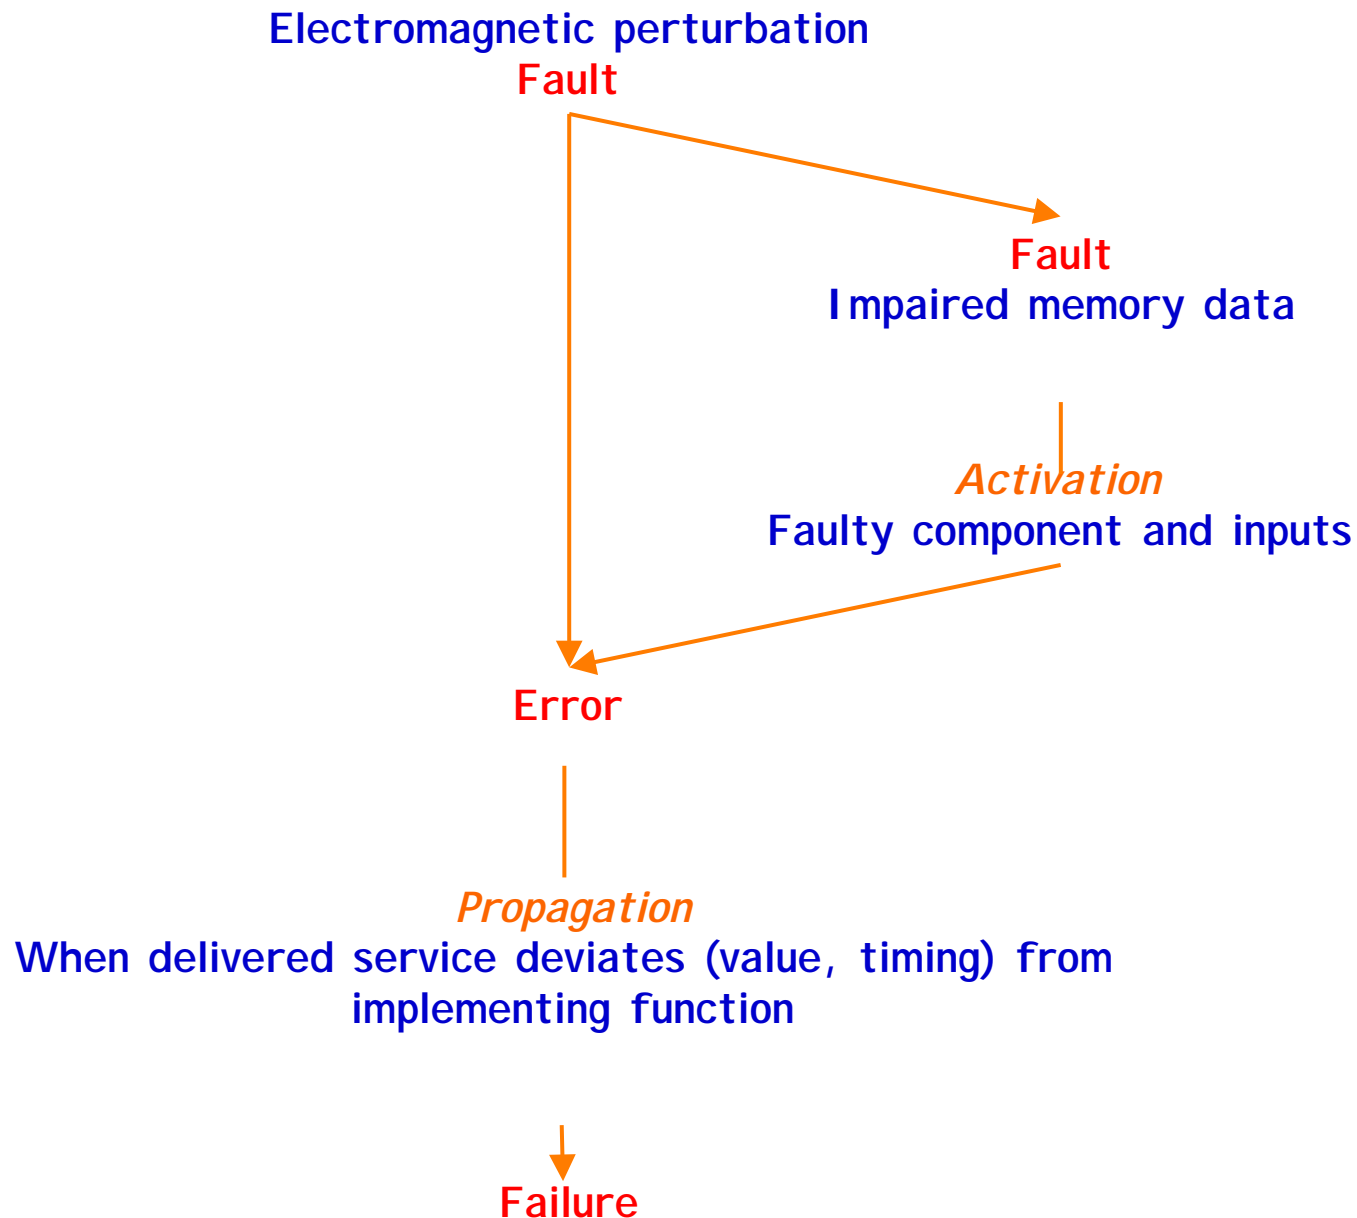 Electromagnetic perturbation
Fault
Fault
Impaired memory data
Activation
Faulty component and inputs
Error
Propagation
When delivered service deviates (value, timing) from
implementing function
Failure